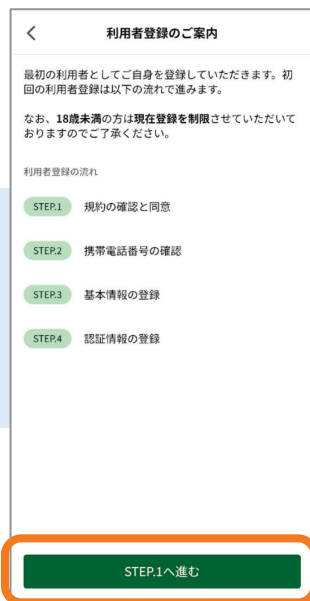 利用者登録のご案内
最初の利用者としてご自身を登録していただきます。初
回の利用者登録は以下の流れで進みます。
なお、18歳未満の方は現在登録を制限させていただいて
おりますのでご了承ください。
利用者登録の流れ
STEP.1 規約の確認と同意
STEP.2 携帯電話番号の確認
STEP.3 基本情報の登録
STEP.4 認証情報の登録
STEP.1へ進む